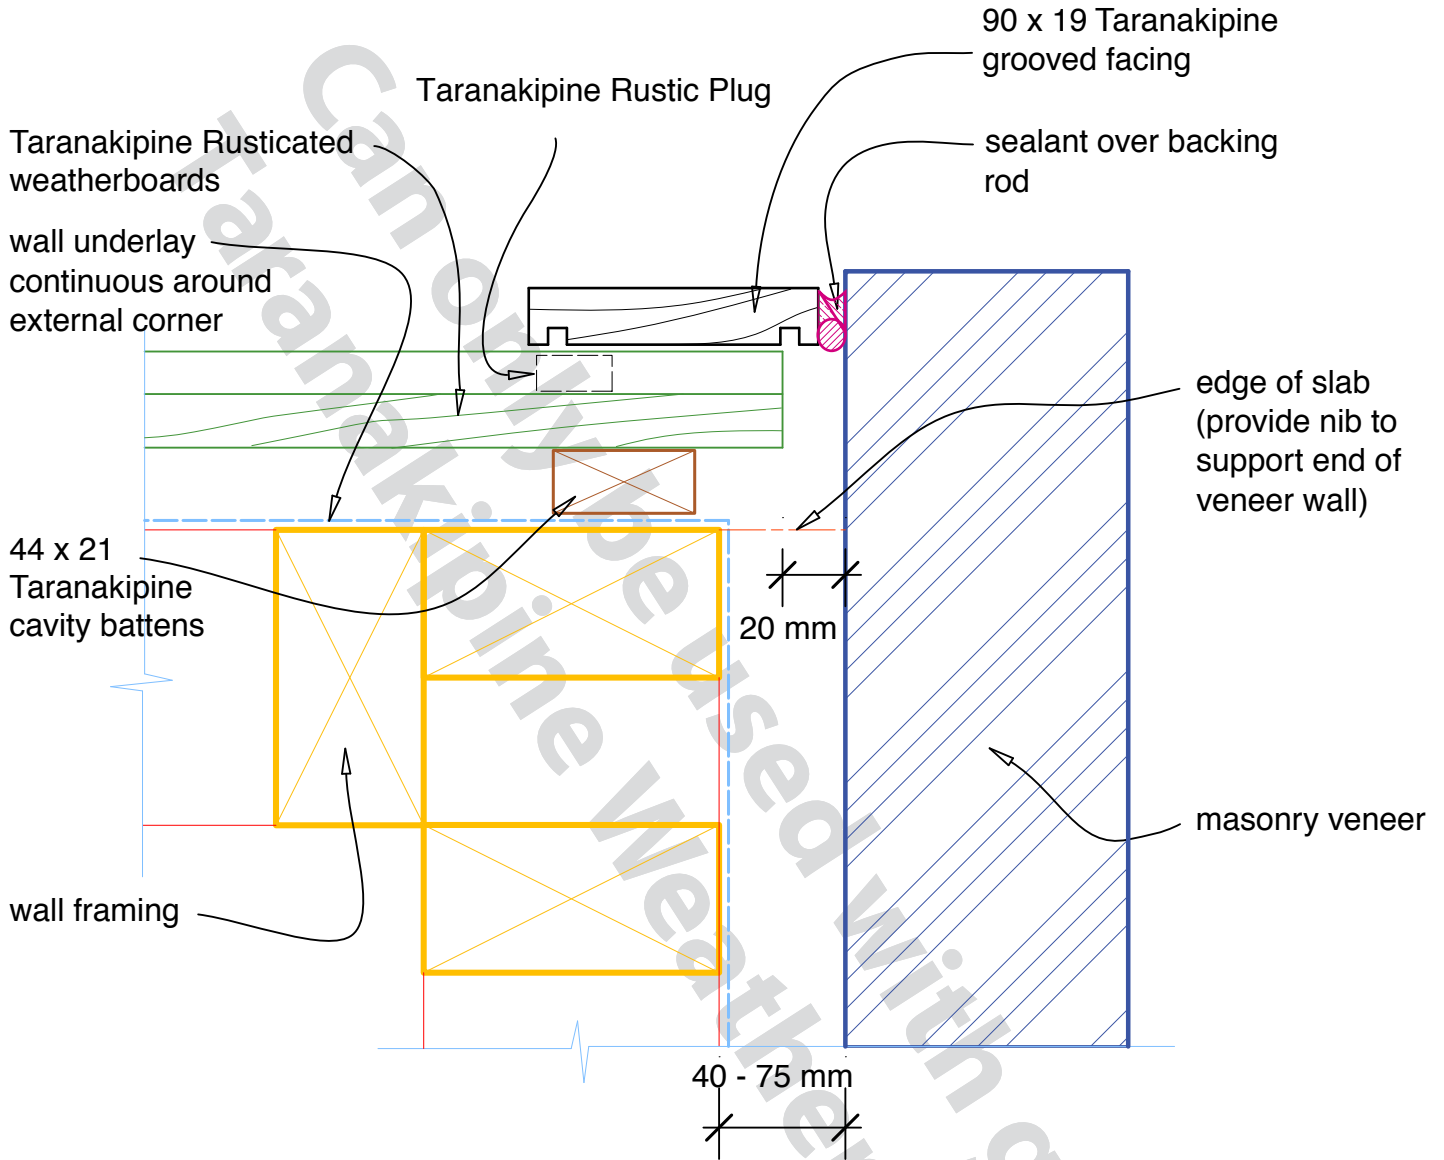 90 x 19 Taranakipine
grooved facing
Taranakipine Rustic Plug
Taranakipine Rusticated
weatherboards
sealant over backing
rod
wall underlay
continuous around
external corner
edge of slab
(provide nib to
support end of
veneer wall)
44 x 21
Taranakipine
cavity battens
20 mm
masonry veneer
wall framing
40 - 75 mm
Can only be used with g
Taranakipine Weather